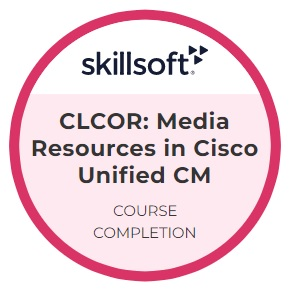 skillsoft
CLCOR: Media
Resources in Cisco
Unified CM
COURSE
COMPLETION